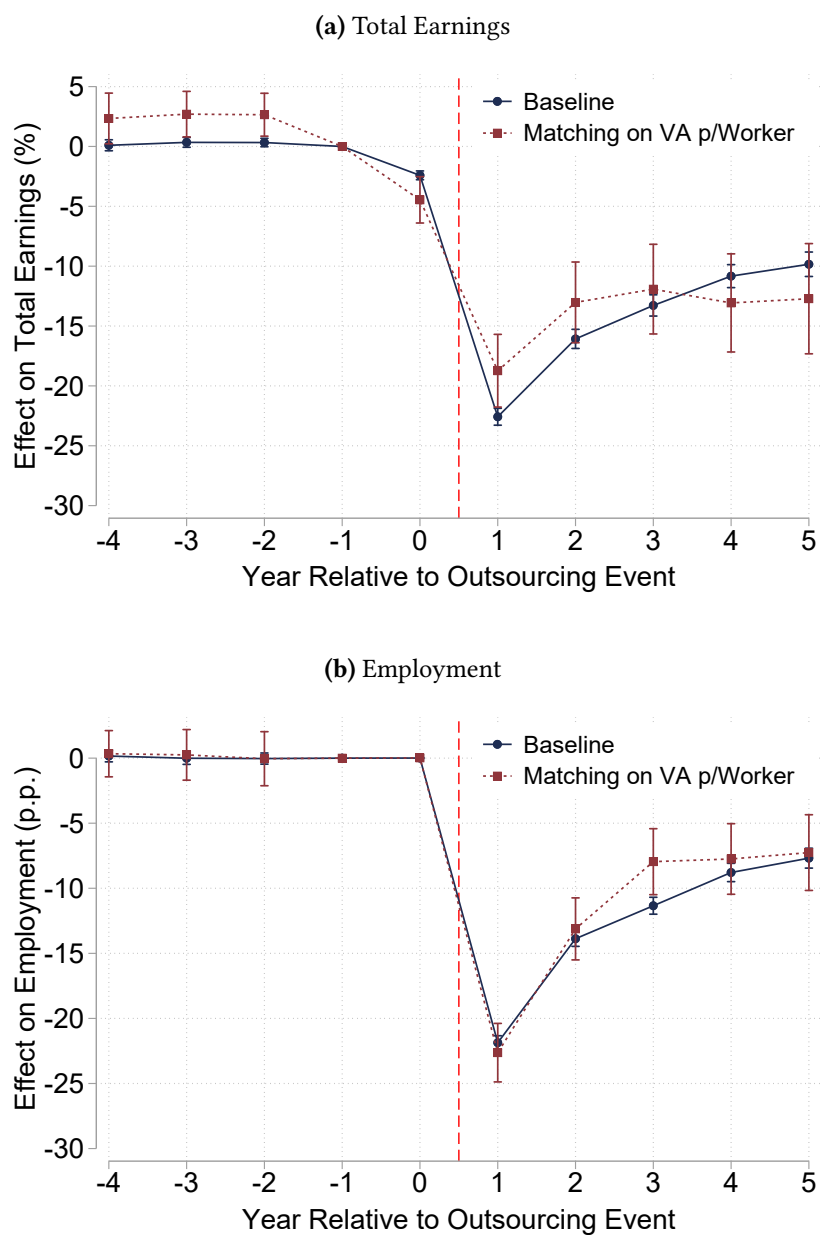 (a) Total Earnings
Baseline
Matching on VA p/Worker
Effect on Total Earnings (%)
5
0
-5
-10
-15
-20
-25
-30
-4 -3 -2 -1 0 1 2 3 4 5
Year Relative to Outsourcing Event
(b) Employment
Baseline
Matching on VA p/Worker
Effect on Employment (p.p.)
0
-5
-10
-15
-20
-25
-30
-4 -3 -2 -1 0 1 2 3 4 5
Year Relative to Outsourcing Event